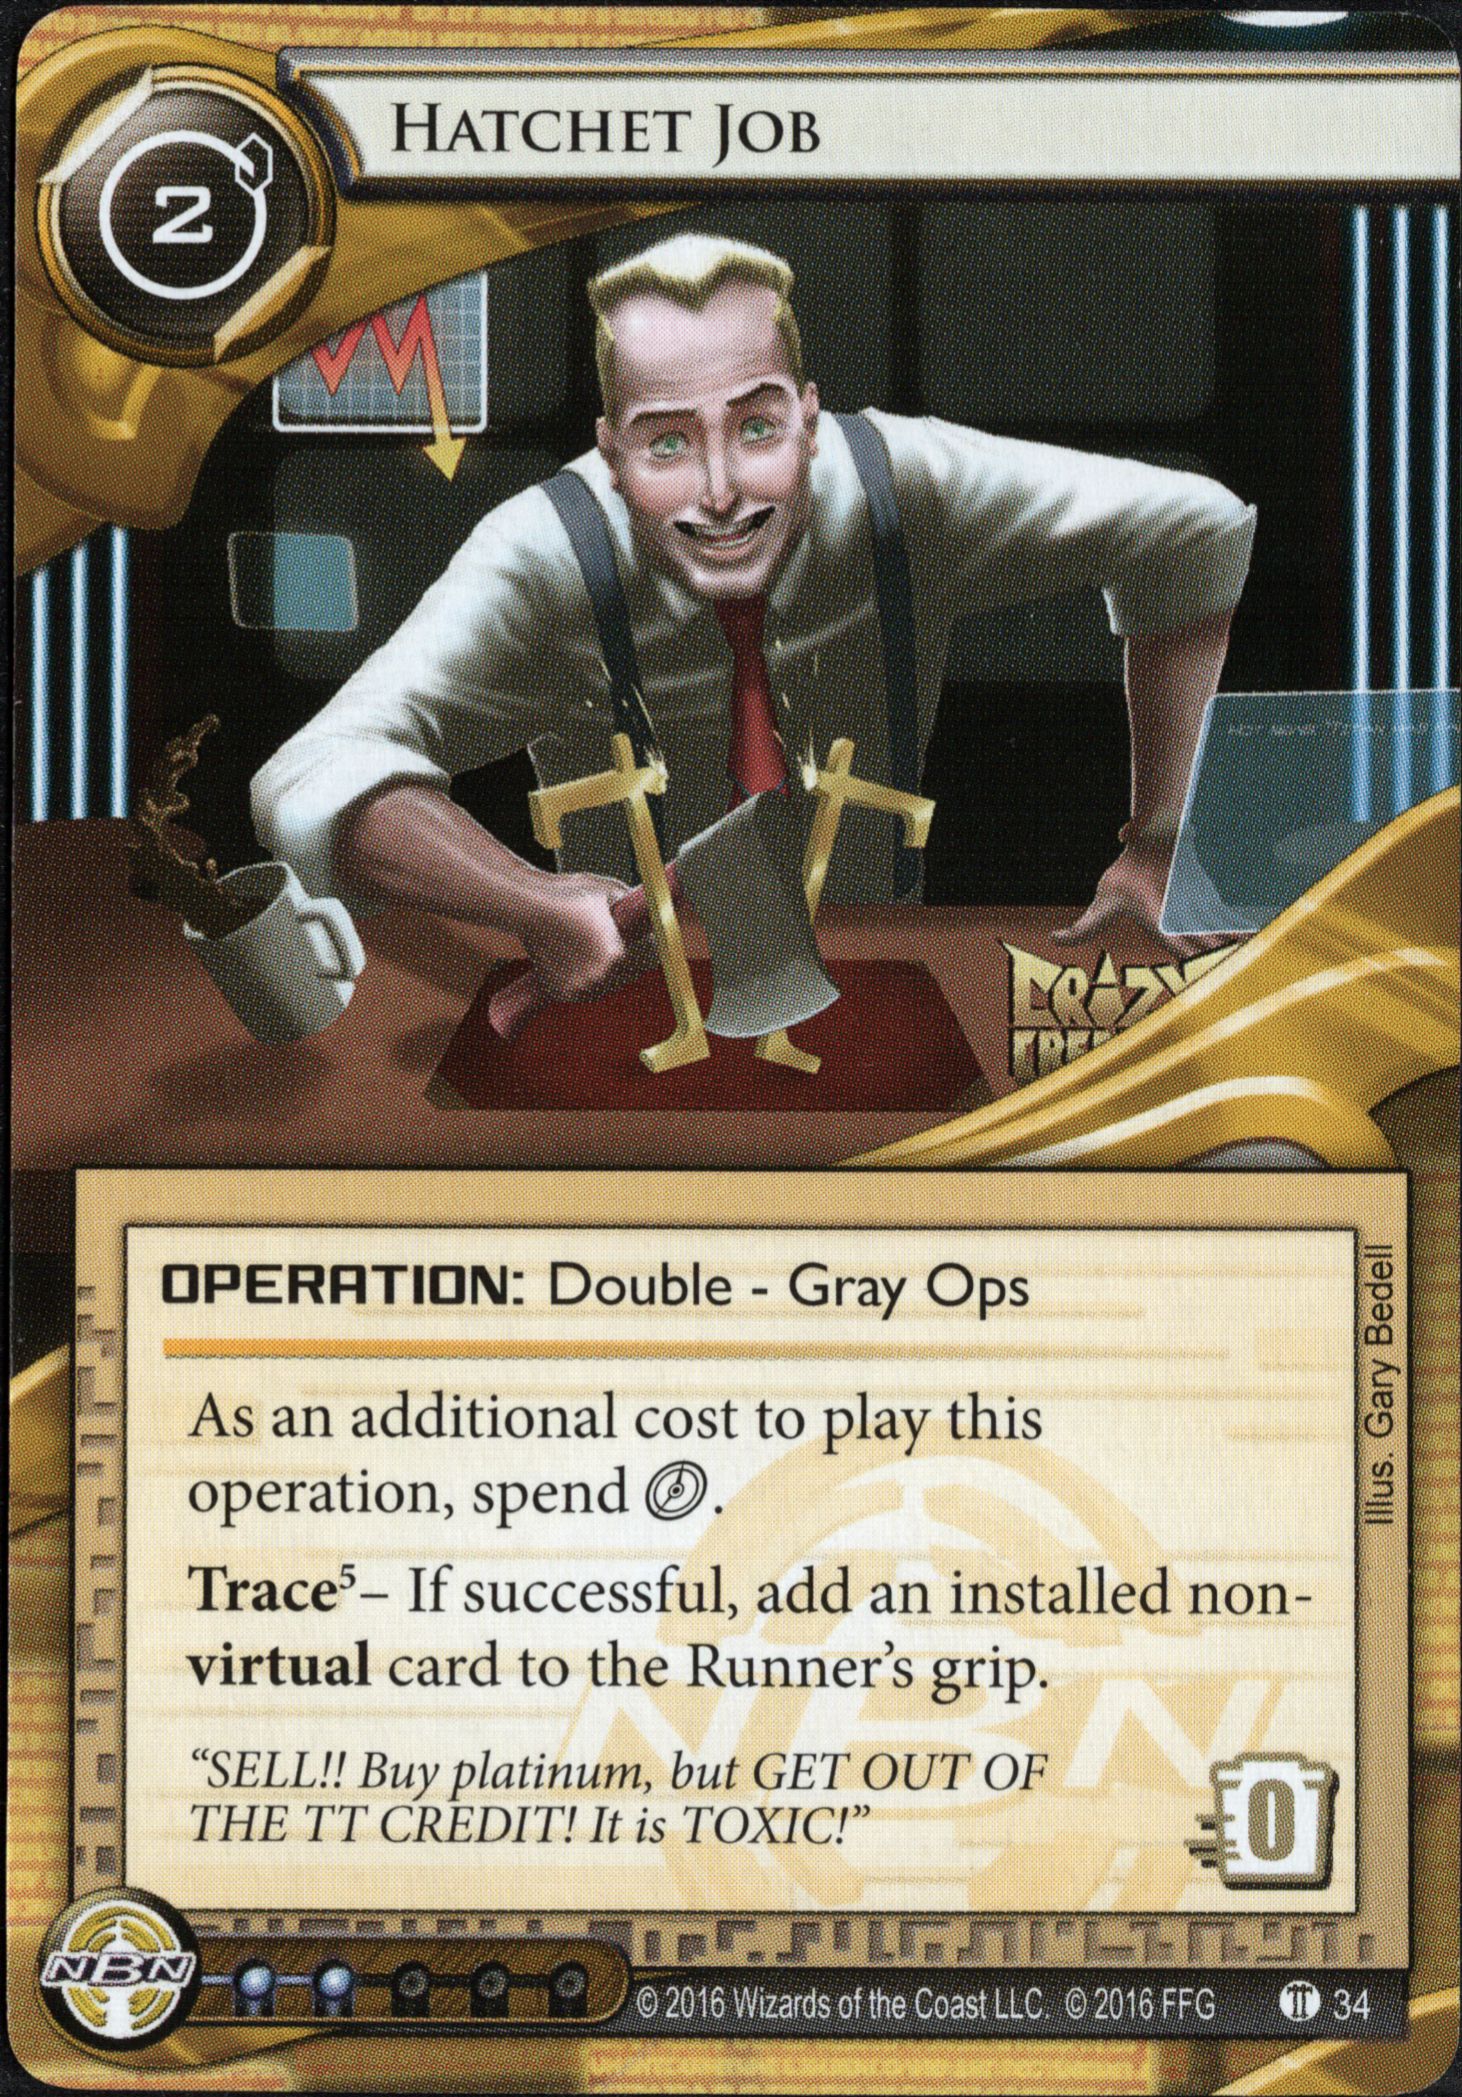 2
HATCHET JOB
OPERATION: Double - Gray Ops
As an additional cost to play this
operation, spend .
Trace⁵– If successful, add an installed non-
virtual card to the Runner’s grip.
“SELL!! Buy platinum, but GET OUT OF
THE TT CREDIT! It is TOXIC!”
0
Illus. Gary Bedell
NBN
© 2016 Wizards of the Coast LLC. © 2016 FFG
34